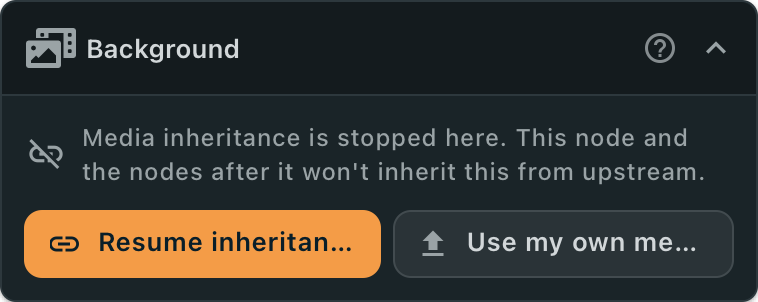 Background
Media inheritance is stopped here. This node and
the nodes after it won't inherit this from upstream.
Resume inheritan...
Use my own me...